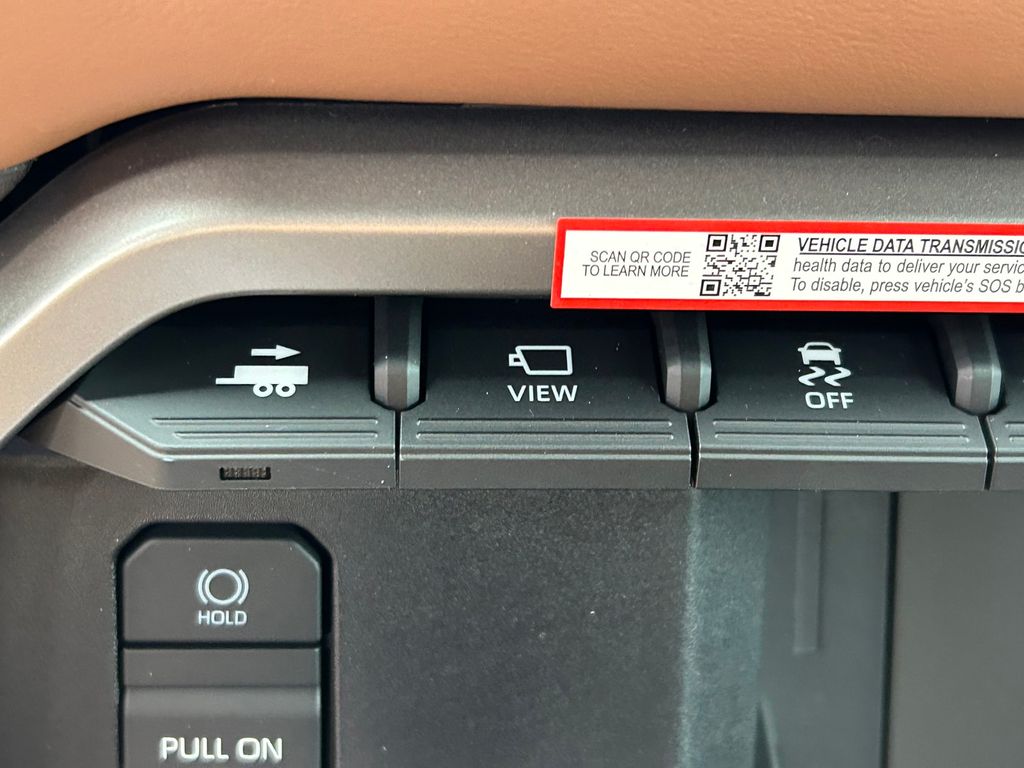 SCAN QR CODE
TO LEARN MORE
VEHICLE DATA TRANSMISSIO
health data to deliver your servic
To disable, press vehicle's SOS b
VIEW
OFF
HOLD
PULL ON